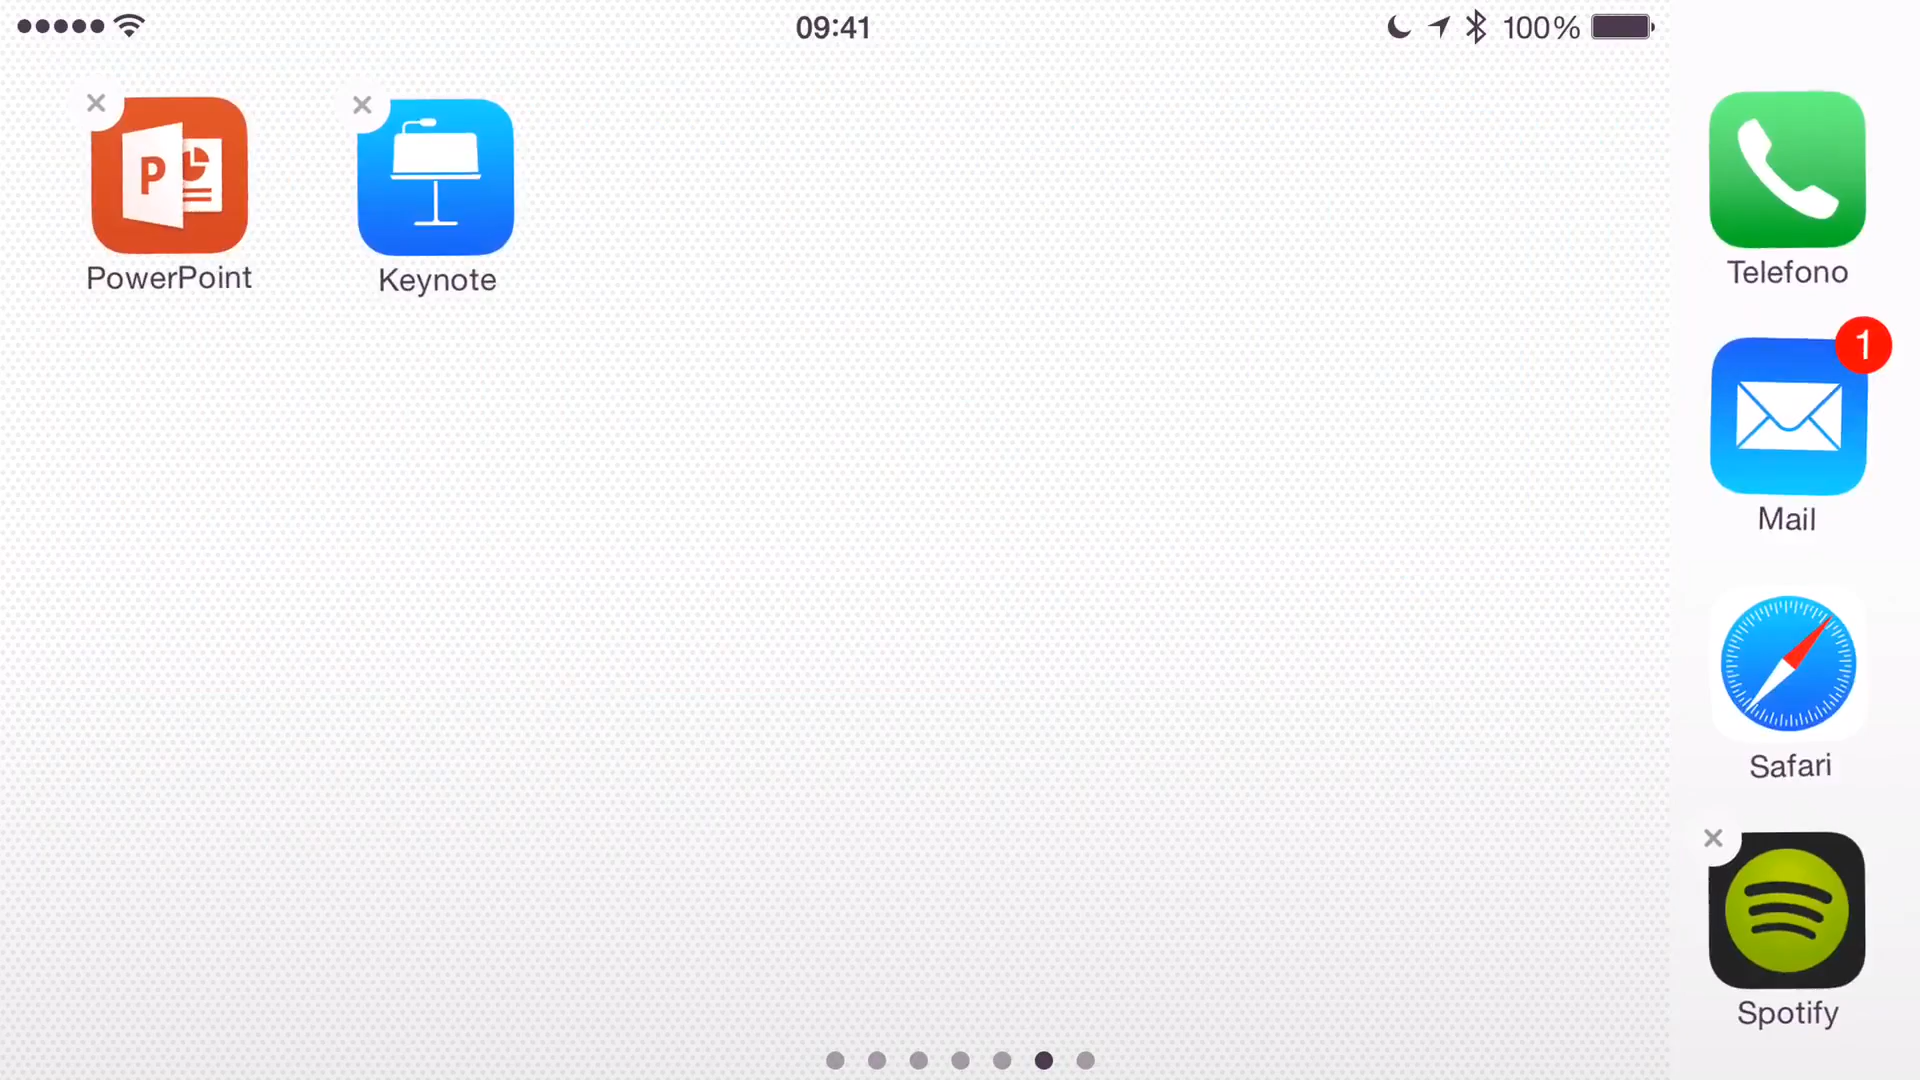 09:41
100%
PowerPoint
Keynote
Telefono
1
Mail
Safari
Spotify
P